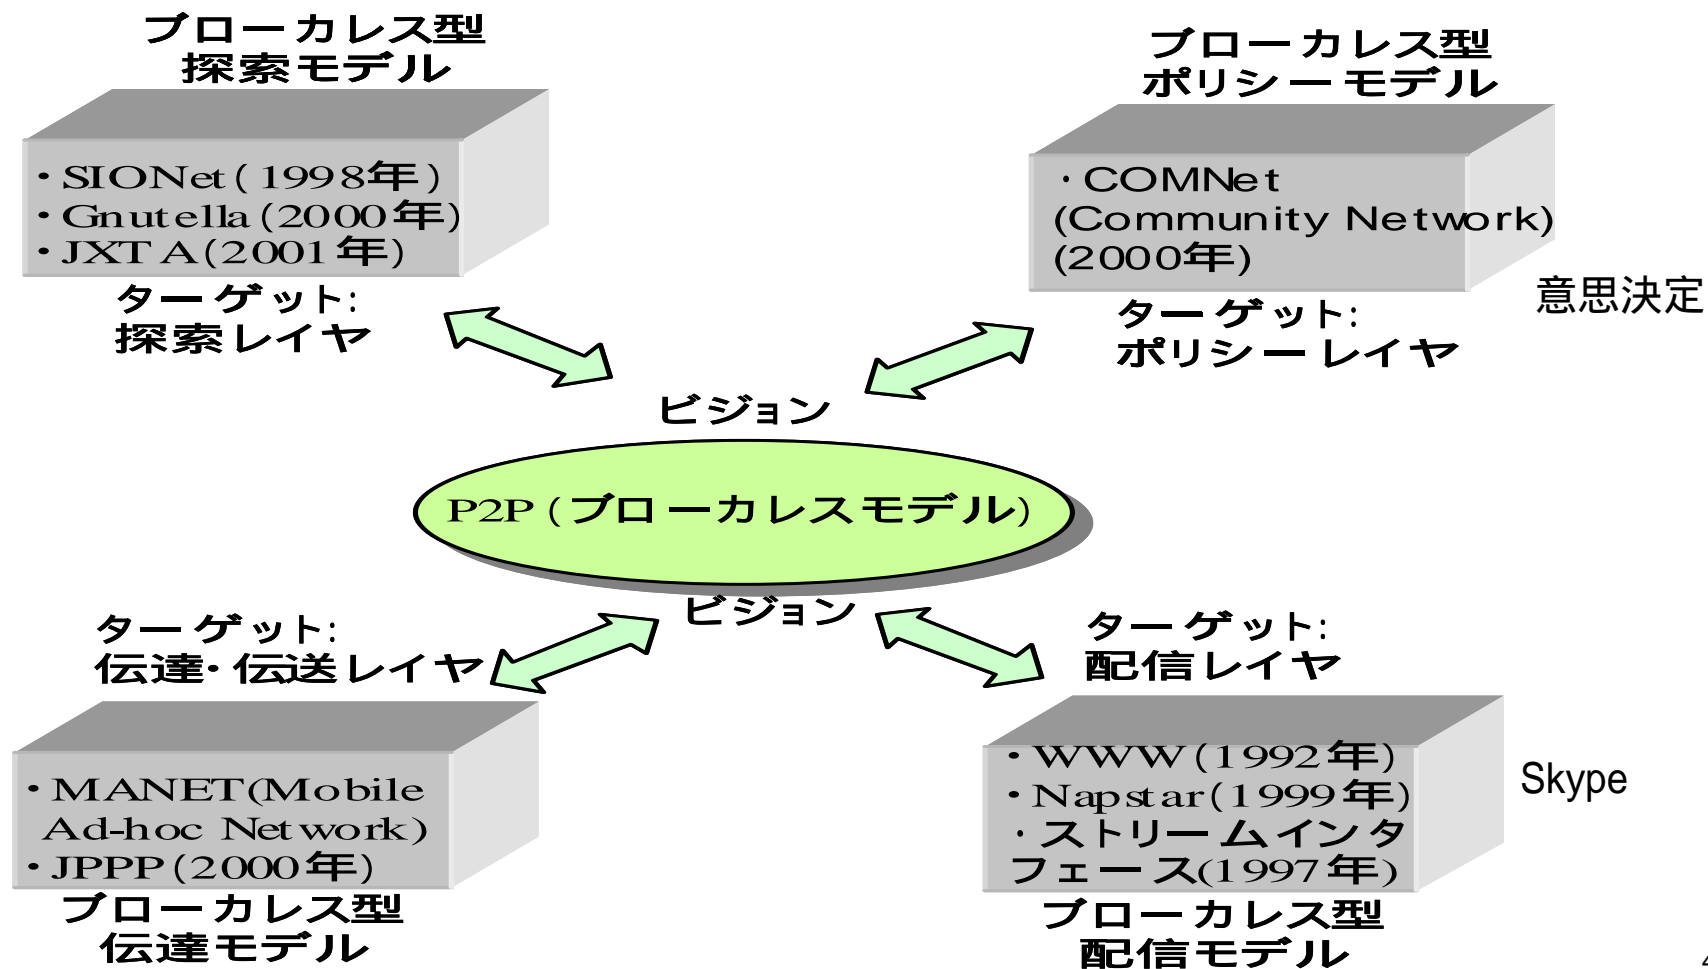 ブローカレス型
探索モデル
・SIONet(1998年)
・Gnutella(2000年)
・JXTA(2001年)
ターゲット:
探索レイヤ
ブローカレス型
ポリシーモデル
・COMNet
(Community Network)
(2000年)
ターゲット:
ポリシーレイヤ
意思決定
ビジョン
P2P(ブローカレスモデル)
ビジョン
ターゲット:
伝達・伝送レイヤ
・MANET(Mobile
Ad-hoc Network)
・JPPP(2000年)
ブローカレス型
伝達モデル
ターゲット:
配信レイヤ
・WWW(1992年)
・Napstar(1999年)
・ストリームインタ
フェース(1997年)
Skype
ブローカレス型
配信モデル